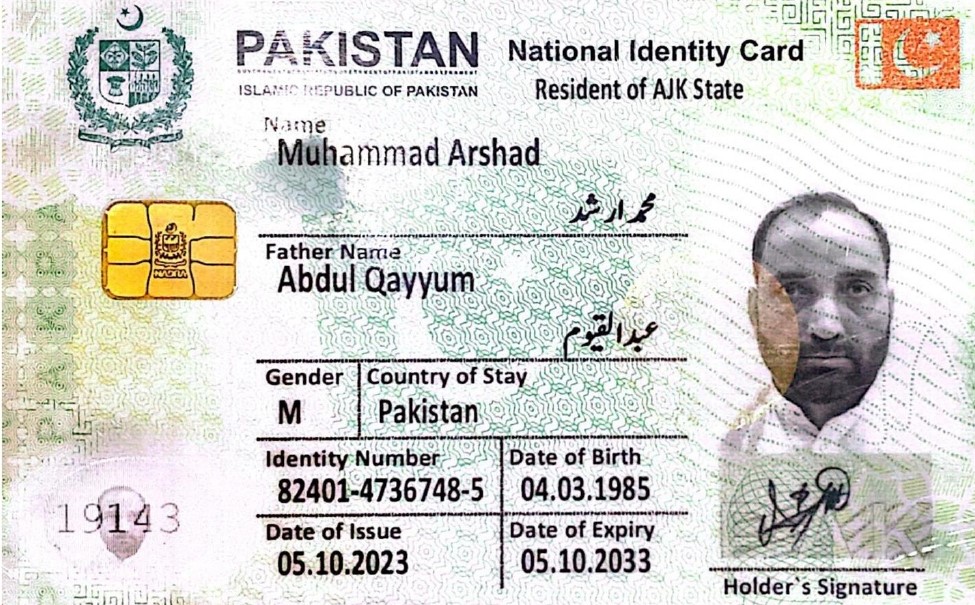 PAKISTAN
ISLAMIC REPUBLIC OF PAKISTAN
National Identity Card
Resident of AJK State
Name
Muhammad Arshad
محمد ارشد
Father Name
Abdul Qayyum
عبدالقیوم
Gender Country of Stay
M Pakistan
Identity Number Date of Birth
82401-4736748-5 04.03.1985
Date of Issue Date of Expiry
05.10.2023 05.10.2033
NADRA
19143
Holder`s Signature